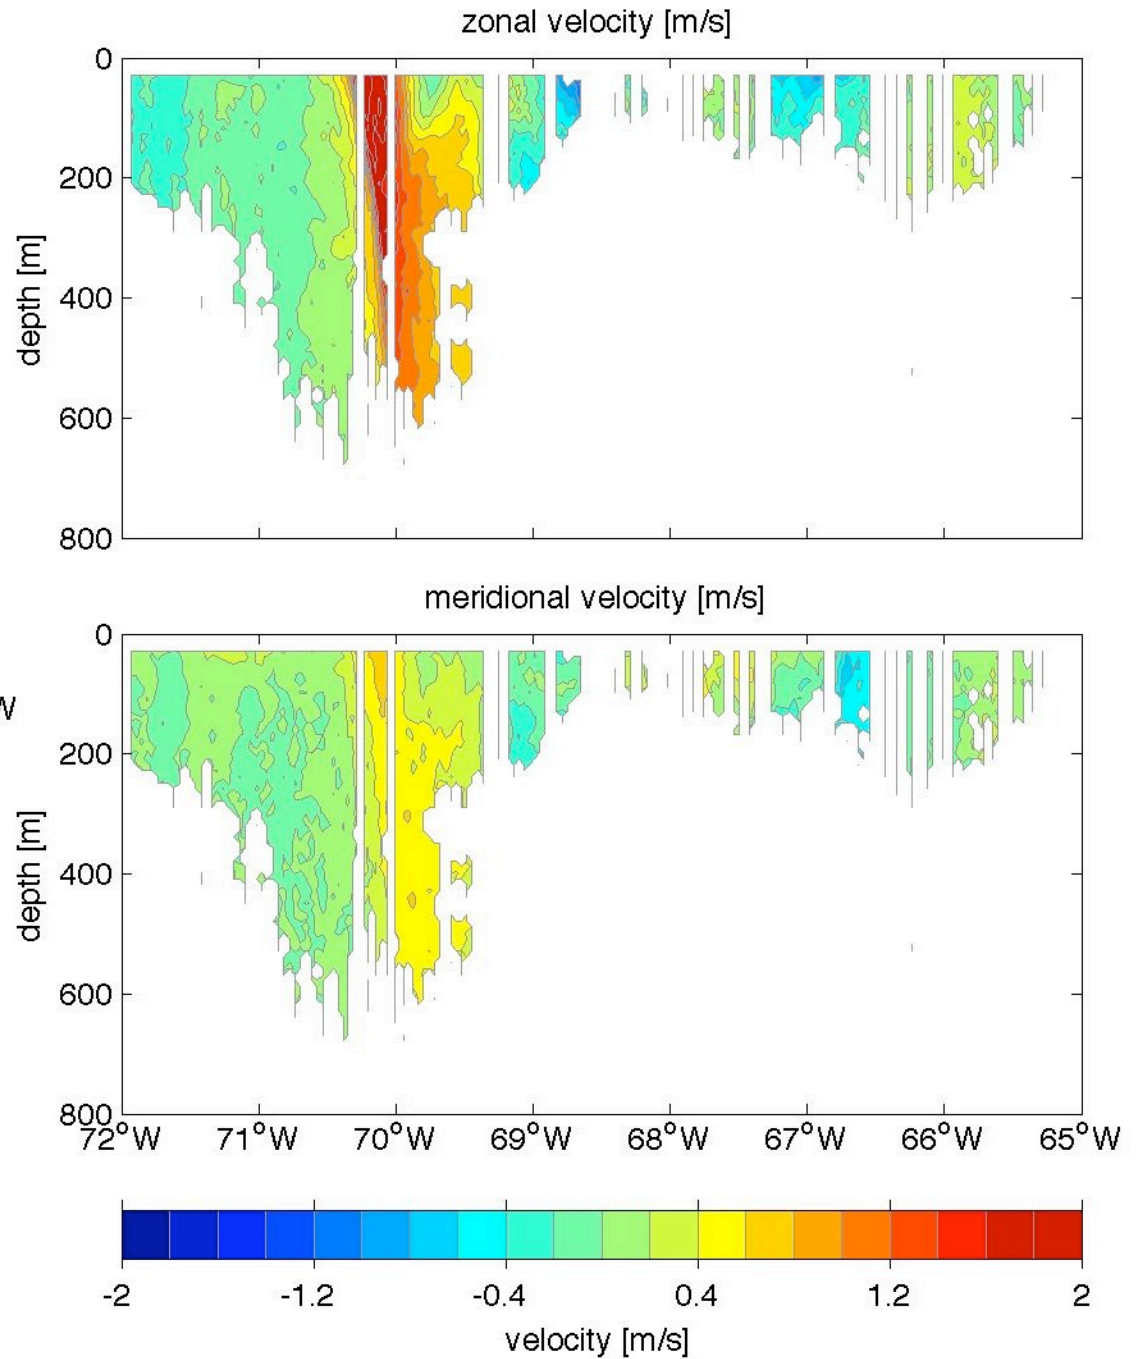 zonal velocity [m/s]
0
200
400
600
800
depth [m]
meridional velocity [m/s]
W
0
200
400
600
800
depth [m]
72°W 71°W 70°W 69°W 68°W 67°W 66°W 65°W
-2 -1.2 -0.4 0.4 1.2 2
velocity [m/s]